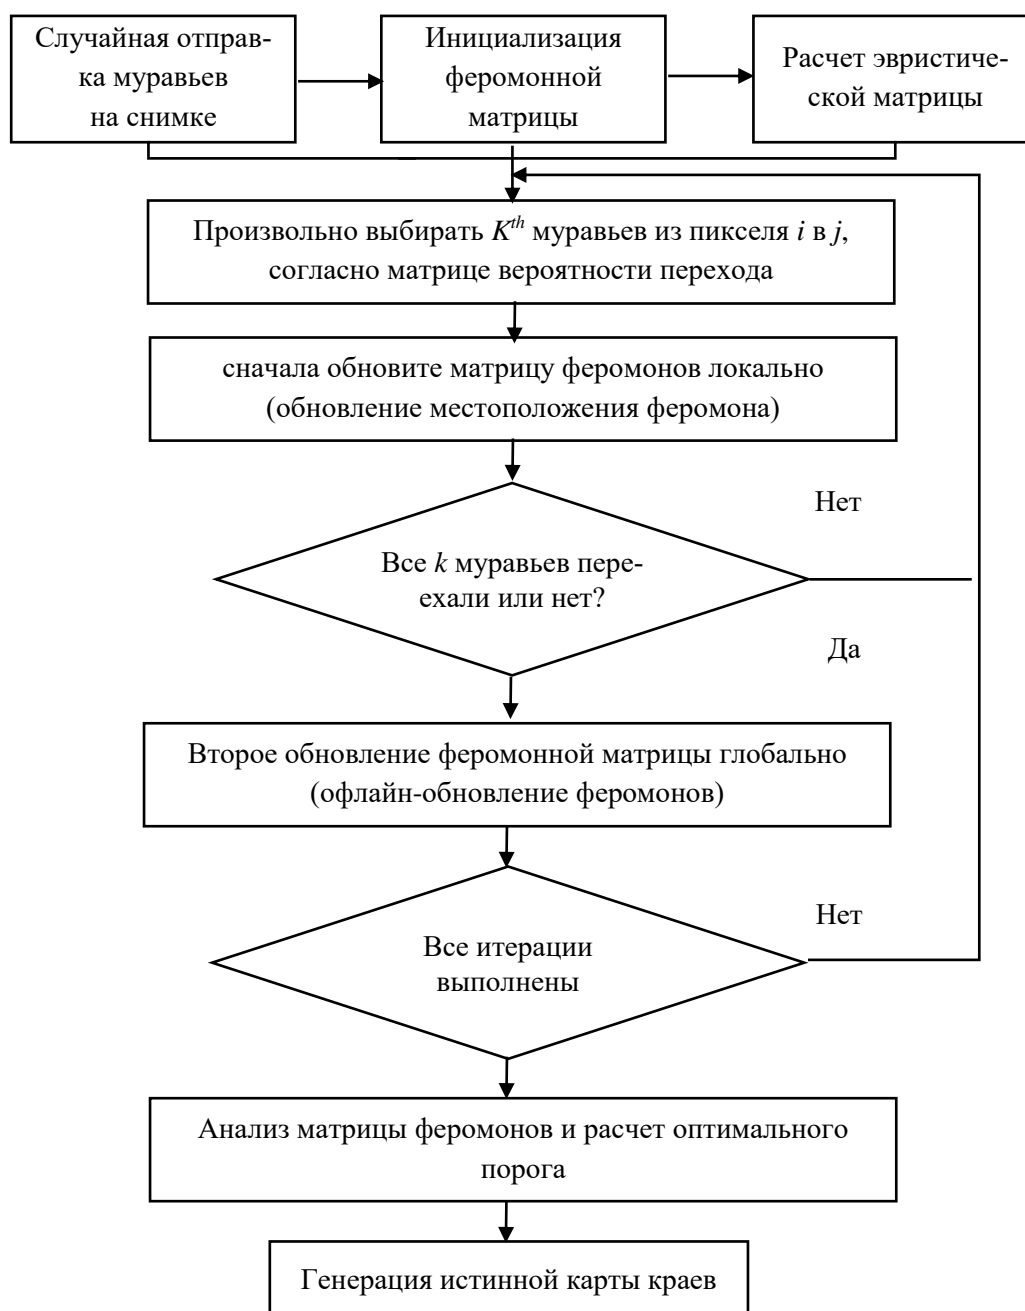 Случайная отправ-
ка муравьев
на снимке
Инициализация
феромонной
матрицы
Расчет эвристиче-
ской матрицы
Произвольно выбирать K^th муравьев из пикселя i в j,
согласно матрице вероятности перехода
сначала обновите матрицу феромонов локально
(обновление местоположения феромона)
Нет
Все k муравьев пере-
ехали или нет?
Да
Второе обновление феромонной матрицы глобально
(офлайн-обновление феромонов)
Нет
Все итерации
выполнены
Анализ матрицы феромонов и расчет оптимального
порога
Генерация истинной карты краев